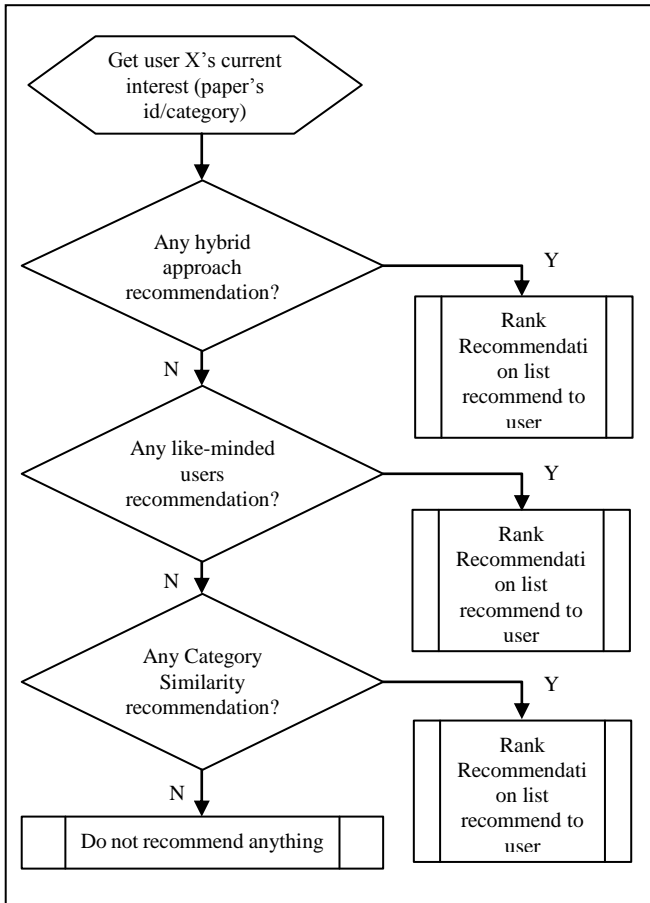 Get user X’s current
interest (paper’s
id/category)
Any hybrid
approach
recommendation?
Y
Rank
Recommendati
on list
recommend to
user
N
Any like-minded
users
recommendation?
Y
Rank
Recommendati
on list
recommend to
user
N
Any Category
Similarity
recommendation?
Y
Rank
Recommendati
on list
recommend to
user
N
Do not recommend anything